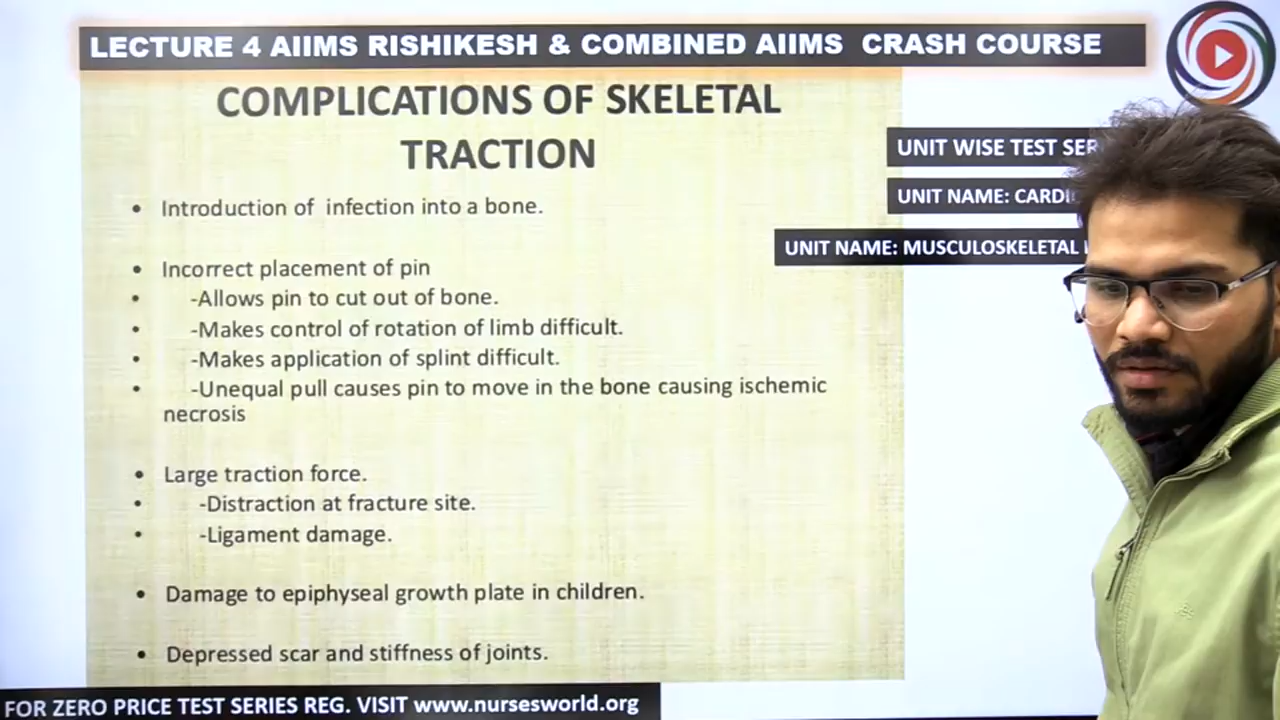 LECTURE 4 AIIMS RISHIKESH & COMBINED AIIMS CRASH COURSE
COMPLICATIONS OF SKELETAL
TRACTION
UNIT WISE TEST SER
UNIT NAME: CARDI
UNIT NAME: MUSCULOSKELETAL
• Introduction of infection into a bone.
• Incorrect placement of pin
• -Allows pin to cut out of bone.
• -Makes control of rotation of limb difficult.
• -Makes application of splint difficult.
• -Unequal pull causes pin to move in the bone causing ischemic
necrosis
• Large traction force.
• -Distraction at fracture site.
• -Ligament damage.
• Damage to epiphyseal growth plate in children.
• Depressed scar and stiffness of joints.
FOR ZERO PRICE TEST SERIES REG. VISIT www.nursesworld.org